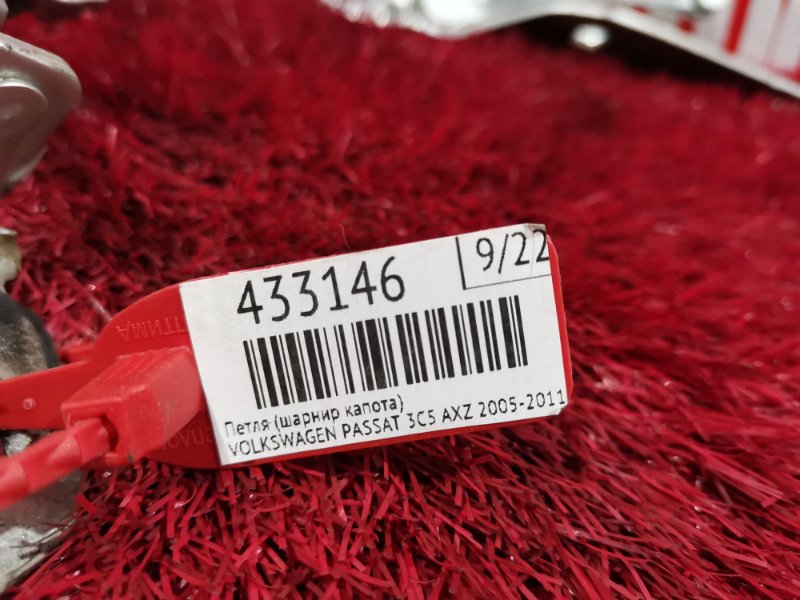 433146
9/22
Петля (шарнир капота)
VOLKSWAGEN PASSAT 3C5 AXZ 2005-2011